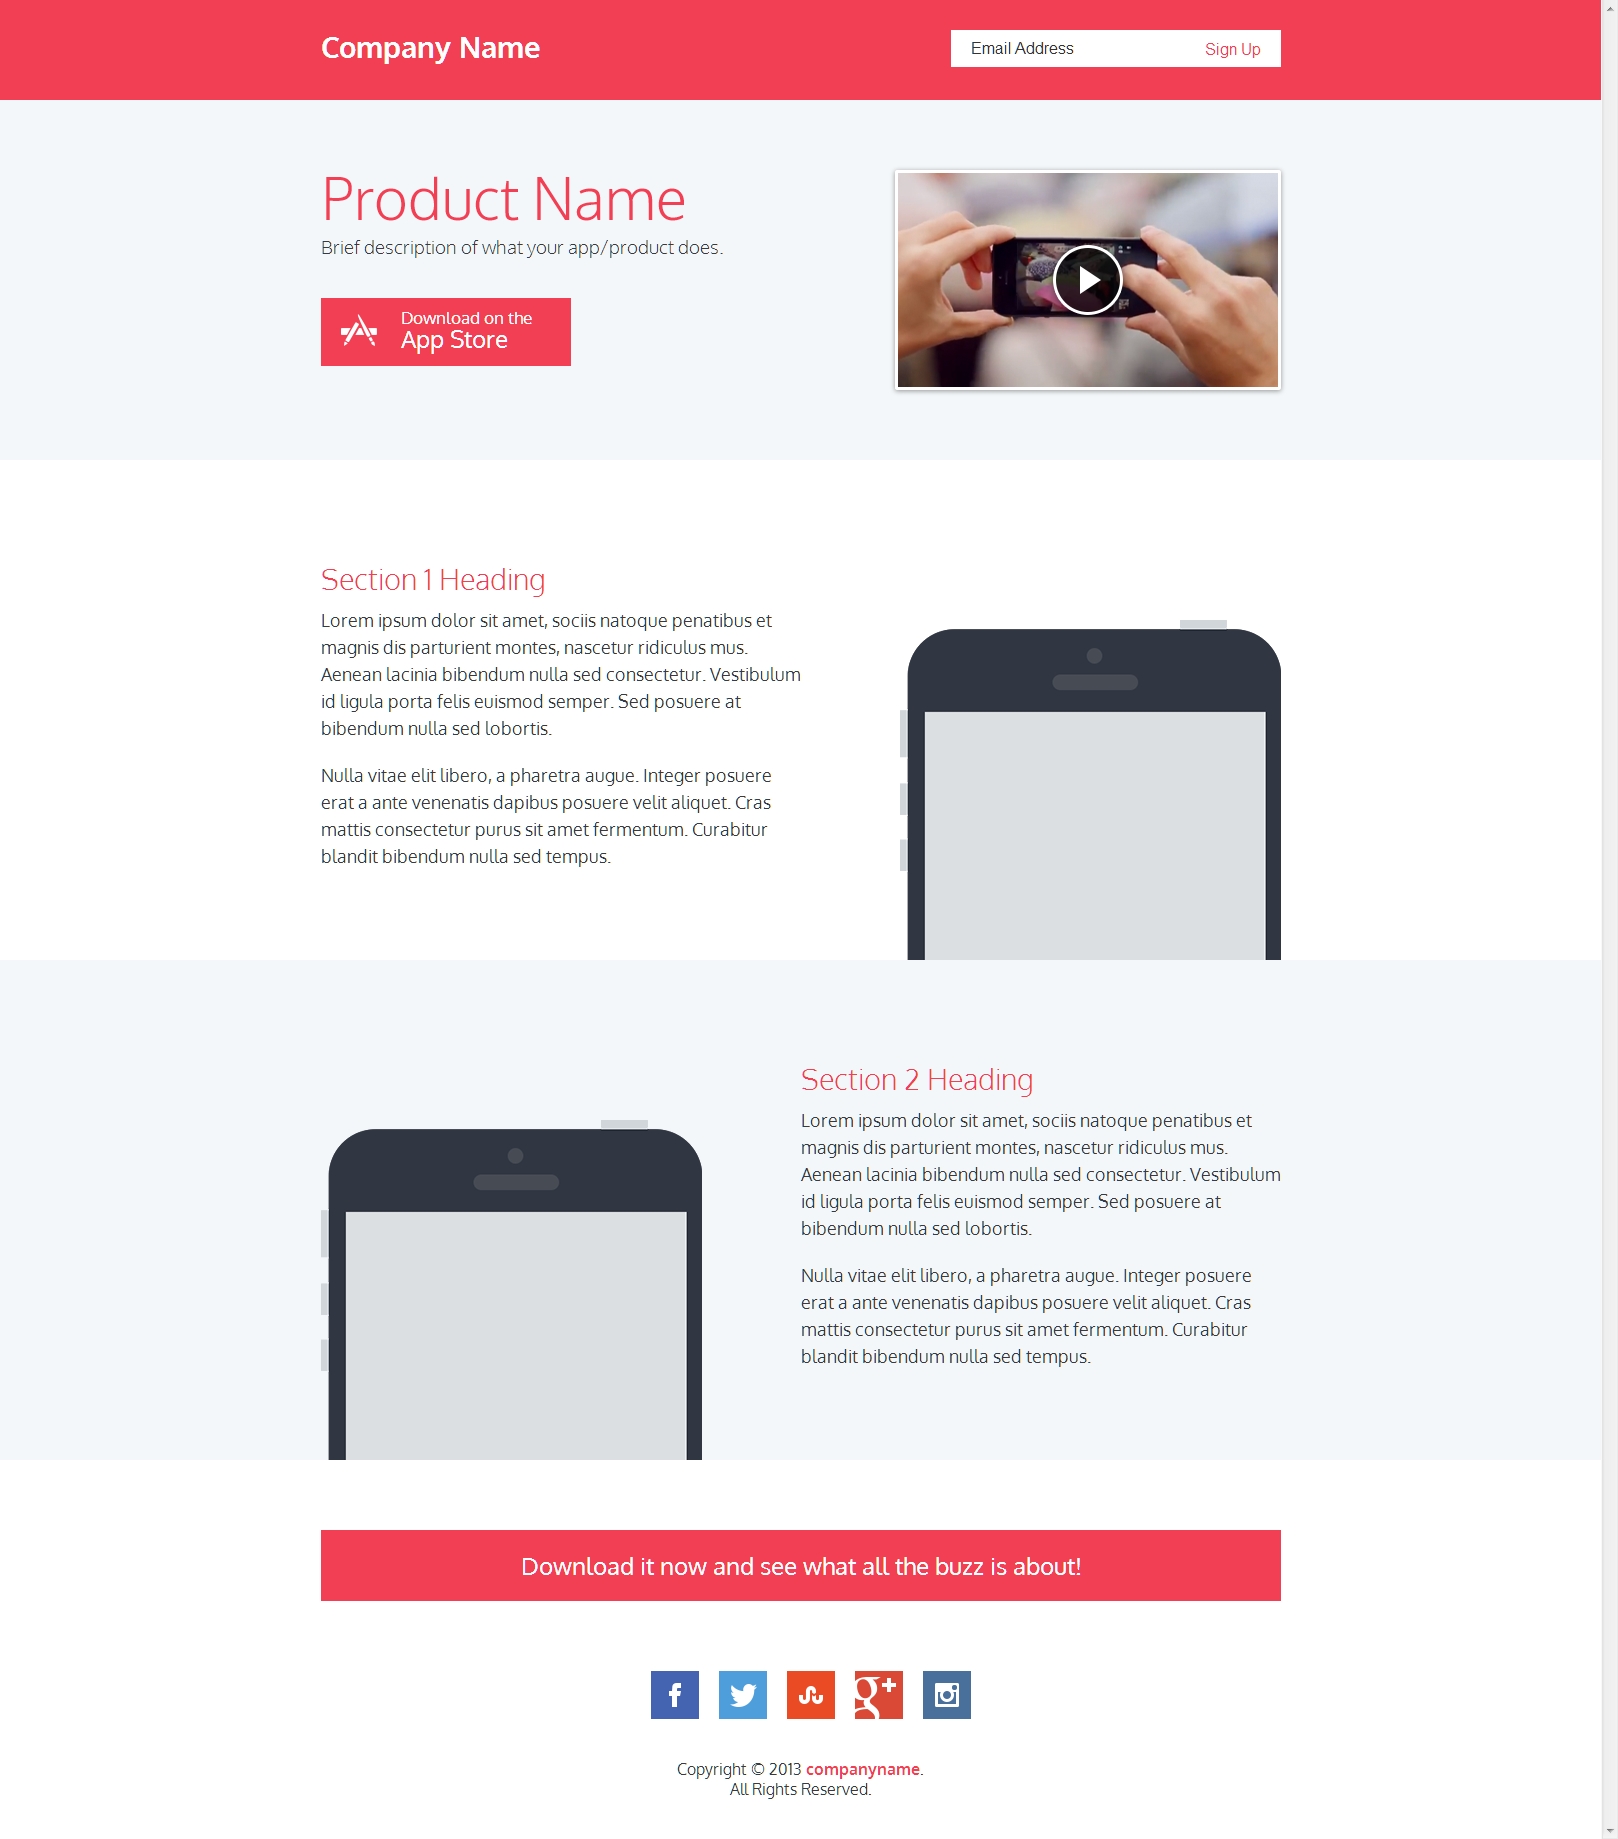 Company Name
Email Address
Sign Up
Product Name
Brief description of what your app/product does.
Download on the
App Store
Section 1 Heading
Lorem ipsum dolor sit amet, sociis natoque penatibus et
magnis dis parturient montes, nascetur ridiculus mus.
Aenean lacinia bibendum nulla sed consectetur. Vestibulum
id ligula porta felis euismod semper. Sed posuere at
bibendum nulla sed lobortis.
Nulla vitae elit libero, a pharetra augue. Integer posuere
erat a ante venenatis dapibus posuere velit aliquet. Cras
mattis consectetur purus sit amet fermentum. Curabitur
blandit bibendum nulla sed tempus.
Section 2 Heading
Lorem ipsum dolor sit amet, sociis natoque penatibus et
magnis dis parturient montes, nascetur ridiculus mus.
Aenean lacinia bibendum nulla sed consectetur. Vestibulum
id ligula porta felis euismod semper. Sed posuere at
bibendum nulla sed lobortis.
Nulla vitae elit libero, a pharetra augue. Integer posuere
erat a ante venenatis dapibus posuere velit aliquet. Cras
mattis consectetur purus sit amet fermentum. Curabitur
blandit bibendum nulla sed tempus.
Download it now and see what all the buzz is about!
f g+
Copyright © 2013 companyname.
All Rights Reserved.